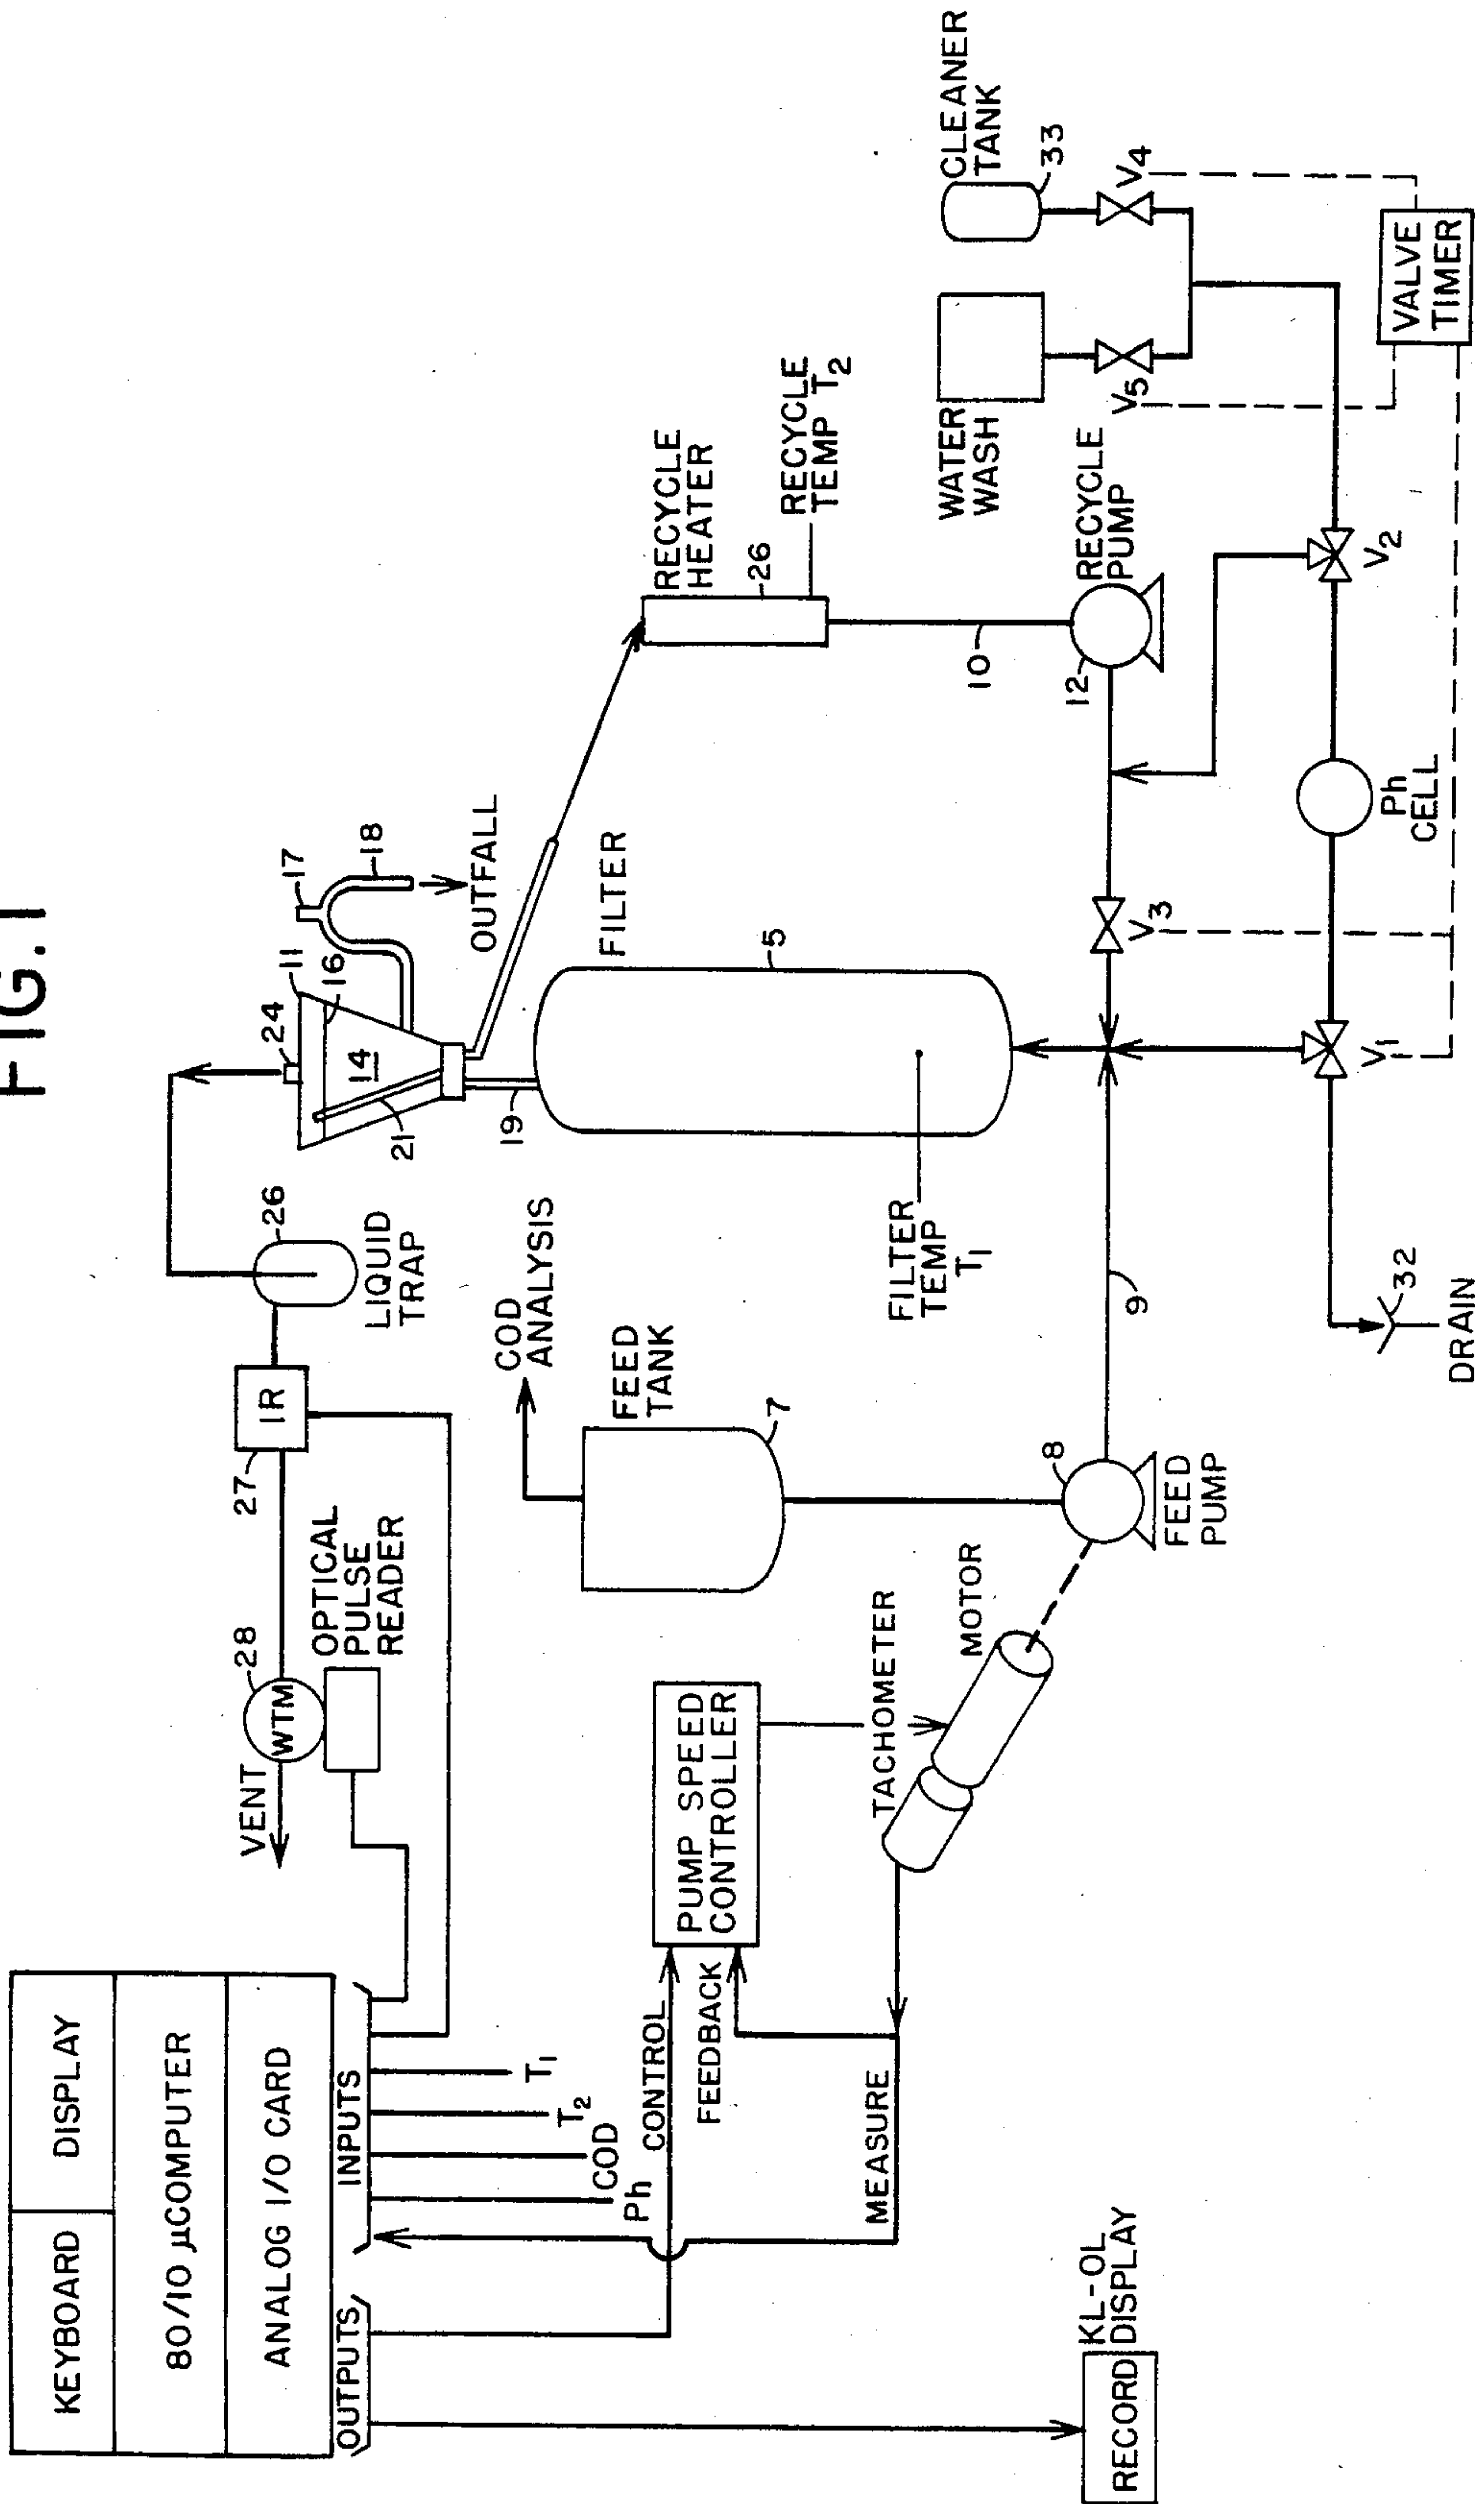 FIG.1
KEYBOARD
DISPLAY
80/10 μCOMPUTER
ANALOG I/O CARD
OUTPUTS
INPUTS
T1
T2
COD
Ph
CONTROL
FEEDBACK
MEASURE
RECORD
KL-OL
DISPLAY
PUMP SPEED
CONTROLLER
TACHOMETER
MOTOR
VENT
WTM
28
OPTICAL
PULSE
READER
27
IR
26
LIQUID
TRAP
COD
ANALYSIS
FEED
TANK
7
8
FEED
PUMP
9
24
11
16
14
21
17
18
OUTFALL
19
FILTER
5
FILTER
TEMP
T1
RECYCLE
HEATER
26
RECYCLE
TEMP T2
10
12
RECYCLE
PUMP
WATER
WASH
CLEANER
TANK
33
V5
V4
V3
V2
V1
Ph
CELL
VALVE
TIMER
32
DRAIN